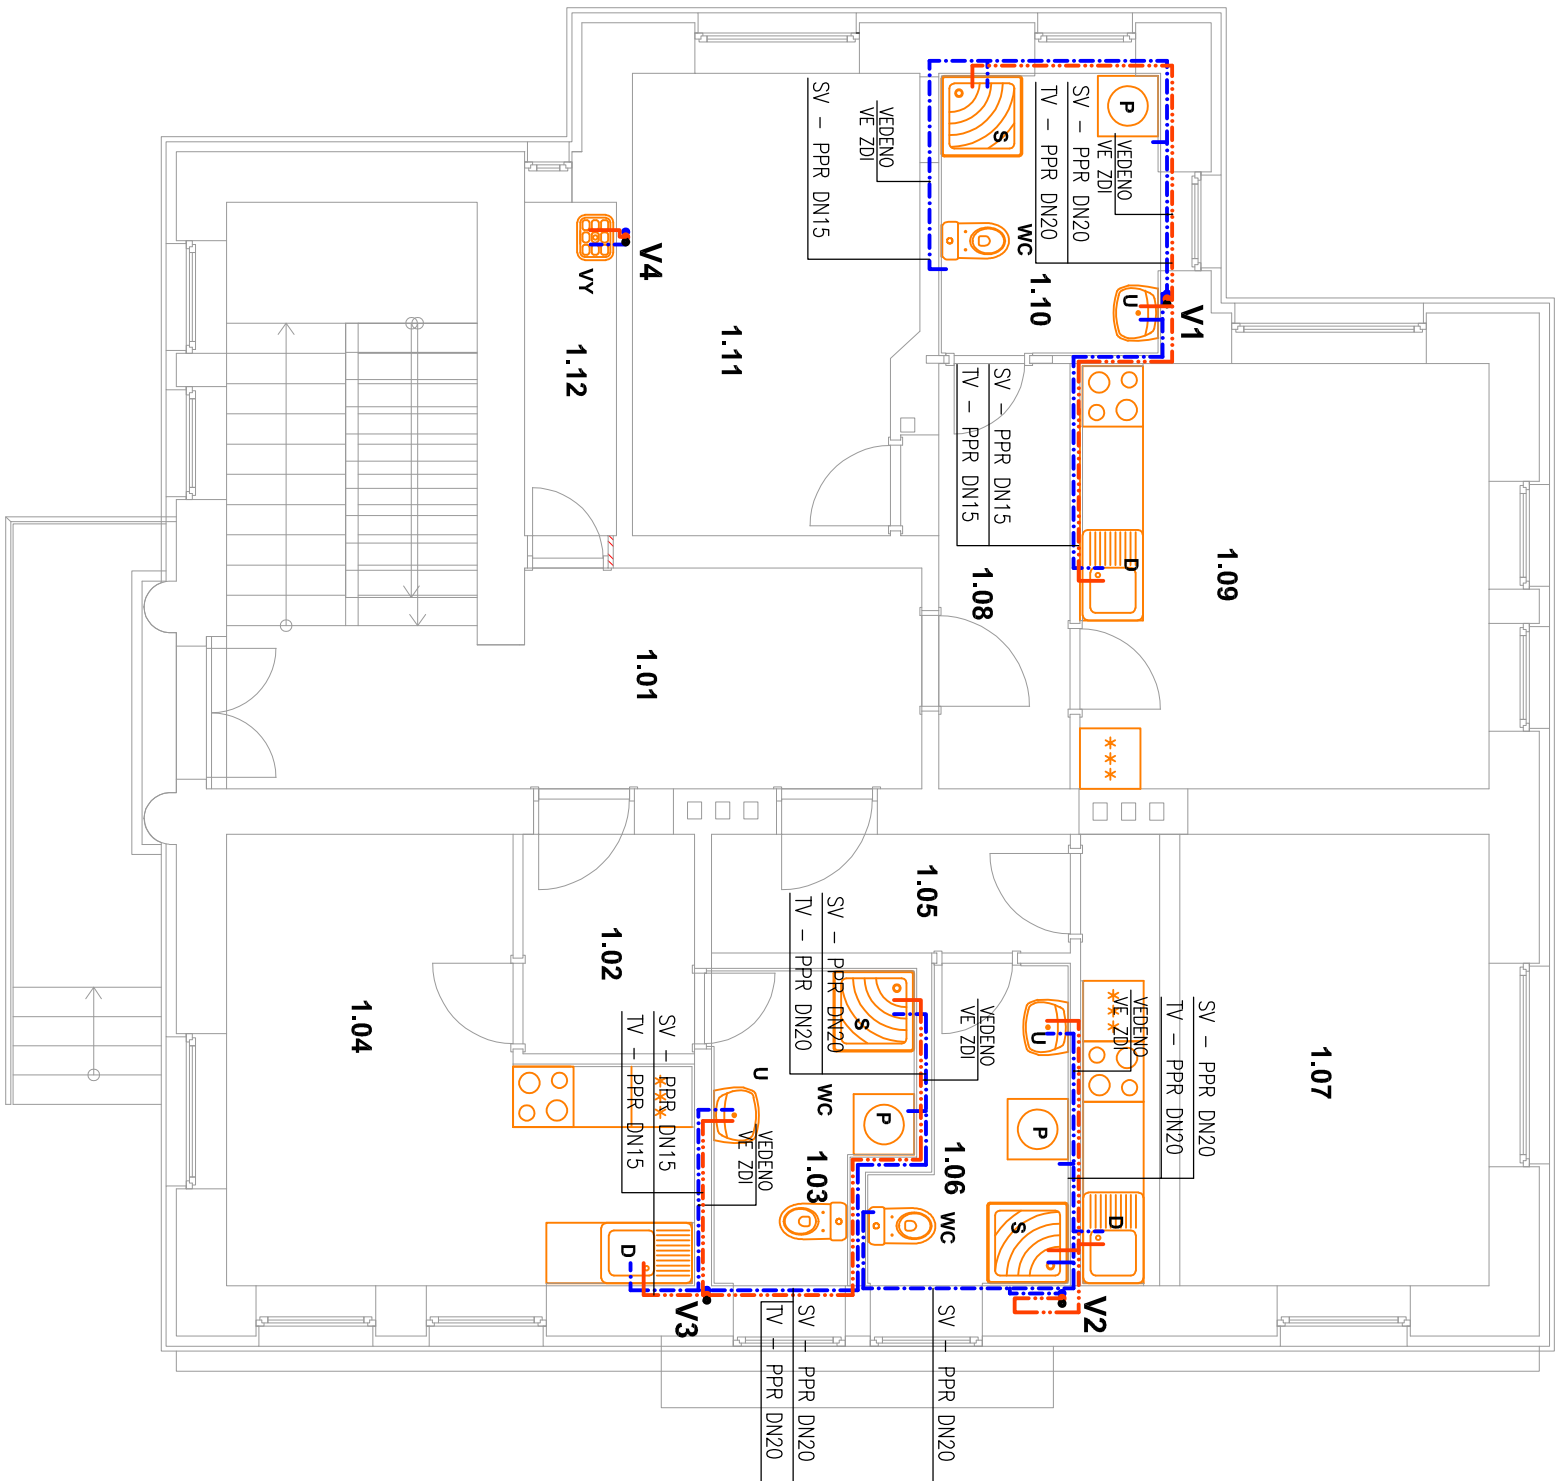 SV – PPR DN15
VEDENO
VE ZDI
S
SV – PPR DN20
TV – PPR DN20
P
VEDENO
VE ZDI
WC
1.10
U
V1
V4
VY
1.12
1.11
SV – PPR DN15
TV – PPR DN15
D
1.09
1.08
1.01
***
1.05
1.02
1.04
SV – PPR DN20
TV – PPR DN20
S
VEDENO
VE ZDI
U
***
VEDENO
VE ZDI
SV – PPR DN20
TV – PPR DN20
1.07
SV – PPR DN15
TV – PPR DN15
***
U
WC
P
P
VEDENO
VE ZDI
1.03
1.06
WC
S
D
D
V3
V2
SV – PPR DN20
TV – PPR DN20
SV – PPR DN20